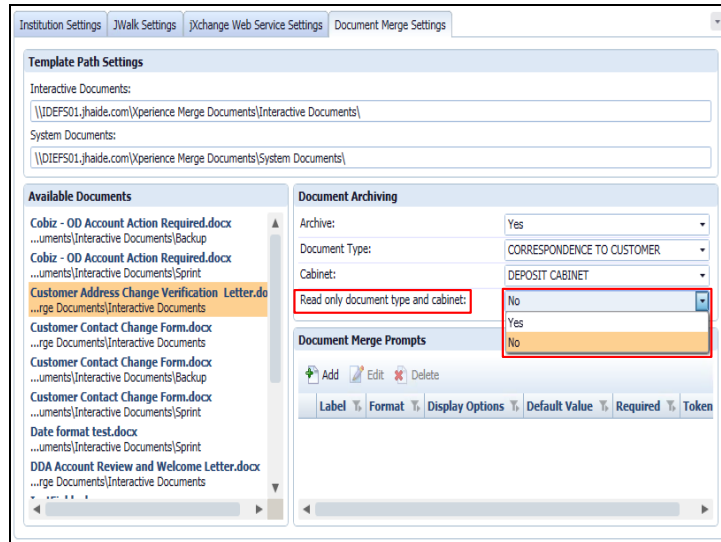 Institution Settings JWalk Settings jXchange Web Service Settings Document Merge Settings
Template Path Settings
Interactive Documents:
\\IDEFS01.jhaide.com\Xperience Merge Documents\Interactive Documents\
System Documents:
\\DIEFS01.jhaide.com\Xperience Merge Documents\System Documents\
Available Documents
Cobiz - OD Account Action Required.docx
...uments\Interactive Documents\Backup
Cobiz - OD Account Action Required.docx
...uments\Interactive Documents\Sprint
Customer Address Change Verification Letter.do
...rge Documents\Interactive Documents
Customer Contact Change Form.docx
...rge Documents\Interactive Documents
Customer Contact Change Form.docx
...uments\Interactive Documents\Backup
Customer Contact Change Form.docx
...uments\Interactive Documents\Sprint
Date format test.docx
...uments\Interactive Documents\Sprint
DDA Account Review and Welcome Letter.docx
...rge Documents\Interactive Documents
Document Archiving
Archive: Yes
Document Type: CORRESPONDENCE TO CUSTOMER
Cabinet: DEPOSIT CABINET
Read only document type and cabinet: No
Yes
No
Document Merge Prompts
Add Edit Delete
Label Format Display Options Default Value Required Token